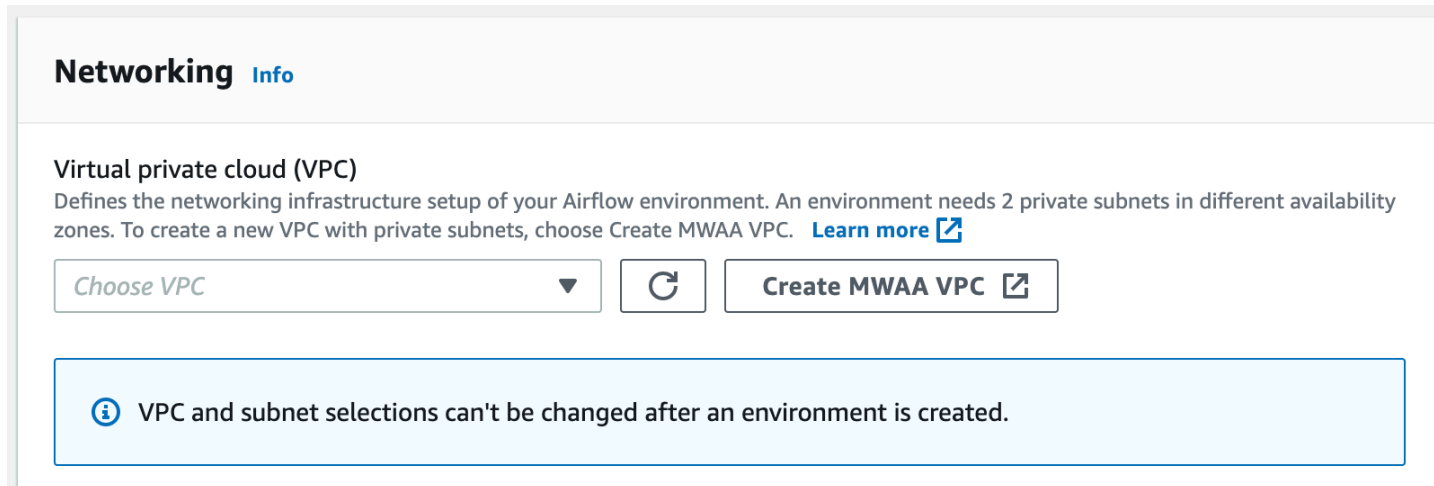 Networking Info
Virtual private cloud (VPC)
Defines the networking infrastructure setup of your Airflow environment. An environment needs 2 private subnets in different availability
zones. To create a new VPC with private subnets, choose Create MWAA VPC. Learn more
Choose VPC
Create MWAA VPC
VPC and subnet selections can't be changed after an environment is created.